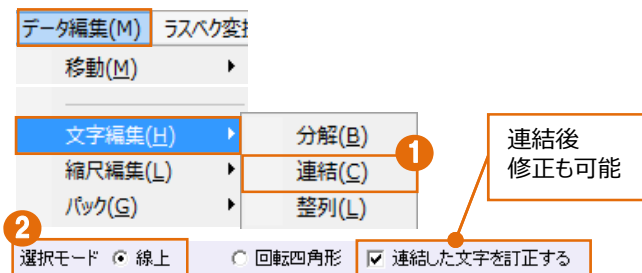 データ編集(M) ラスベク変
移動(M)
文字編集(H)
分解(B)
1
連結後
修正も可能
縮尺編集(L)
連結(C)
パック(G)
整列(L)
2
選択モード 線上 回転四角形 連結した文字を訂正する